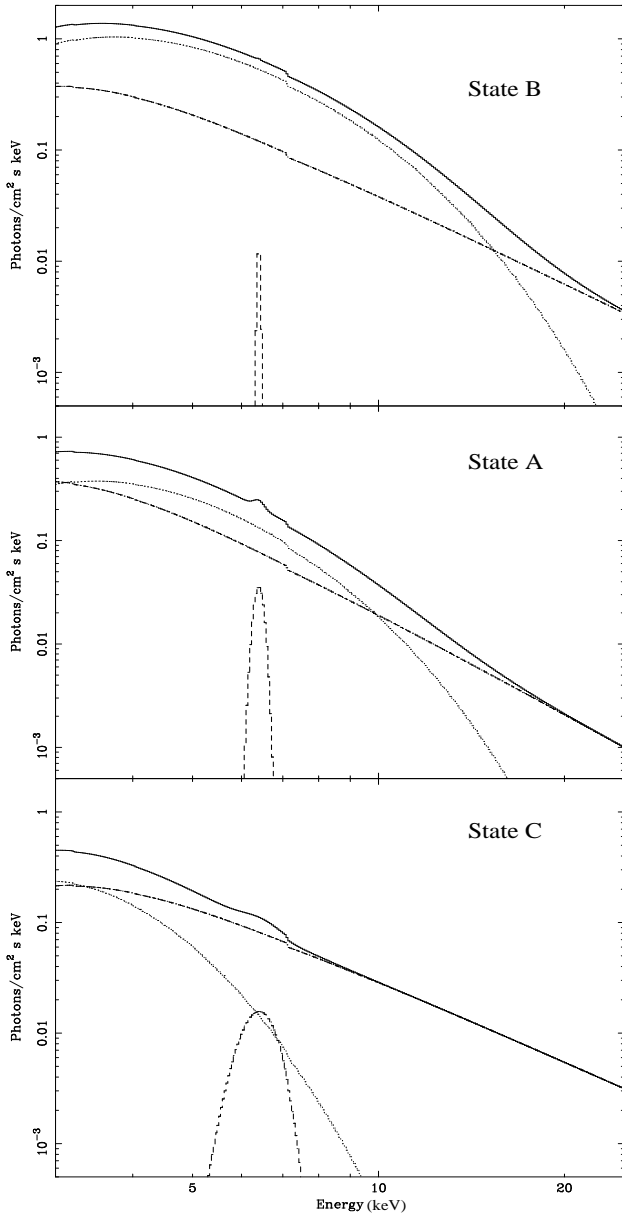 1
0.1
0.01
10⁻³
Photons/cm² s keV
State B
1
0.1
0.01
10⁻³
Photons/cm² s keV
State A
1
0.1
0.01
10⁻³
Photons/cm² s keV
State C
5
10
20
Energy (keV)